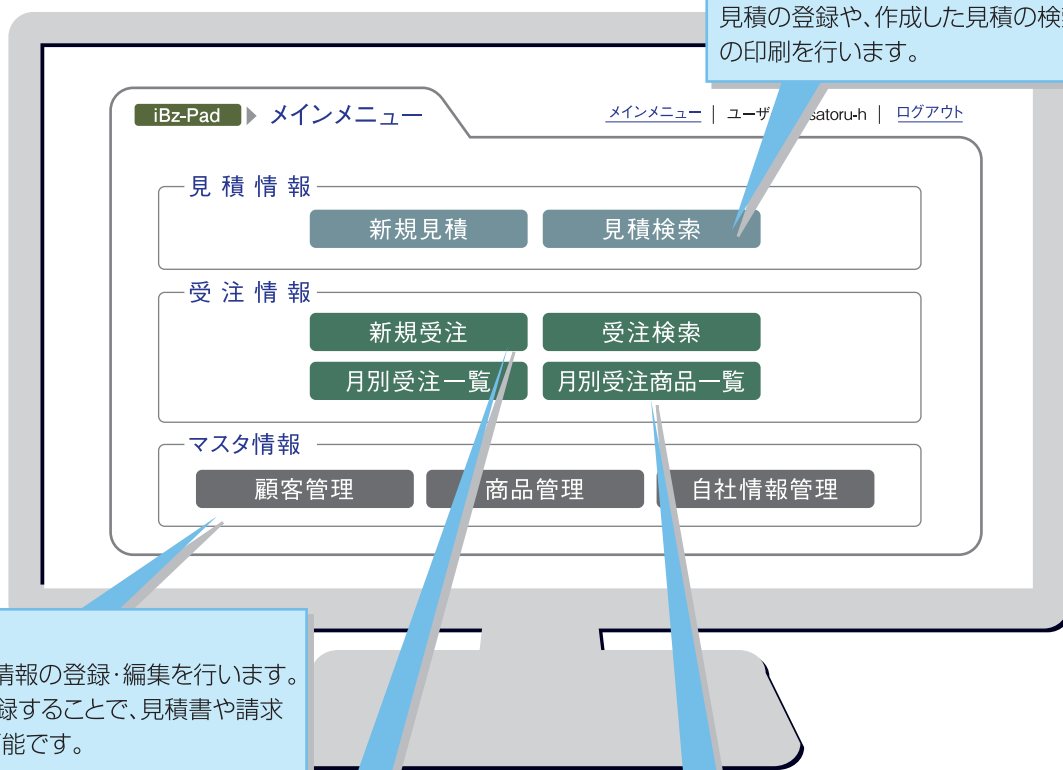 見積の登録や、作成した見積の検
の印刷を行います。
iBz-Pad メインメニュー
メインメニュー | ユーザ satoru-h | ログアウト
見積情報
新規見積 見積検索
受注情報
新規受注 受注検索
月別受注一覧 月別受注商品一覧
マスタ情報
顧客管理 商品管理 自社情報管理
情報の登録・編集を行います。
録することで、見積書や請求
能です。